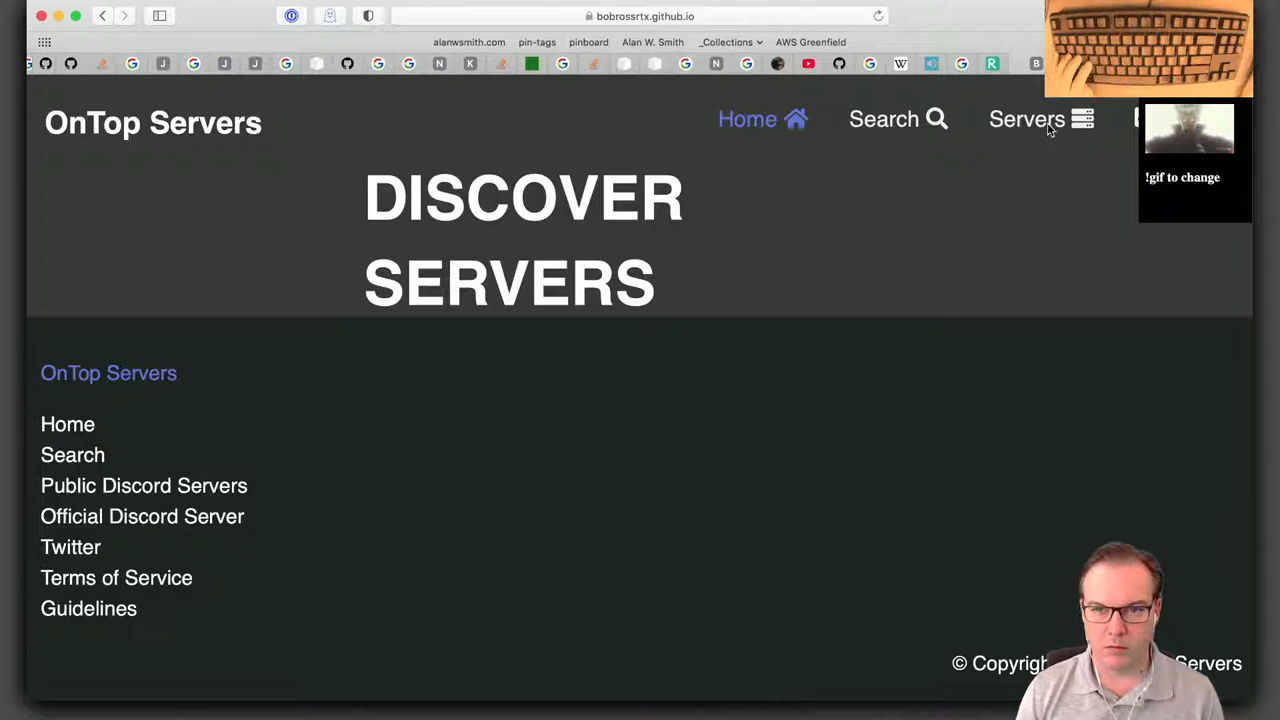 bobrossrtx.github.io
alanwsmith.com pin-tags pinboard Alan W. Smith _Collections AWS Greenfield
OnTop Servers
Home Search Servers
!gif to change
DISCOVER
SERVERS
OnTop Servers
Home
Search
Public Discord Servers
Official Discord Server
Twitter
Terms of Service
Guidelines
© Servers